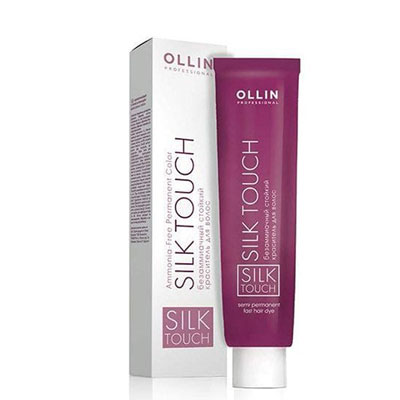 OLLIN
PROFESSIONAL
Ammonia-Free Permanent Color
SILK TOUCH
безаммиачный стойкий
краситель для волос
SILK
TOUCH
OLLIN
PROFESSIONAL
SILK TOUCH
безаммиачный стойкий
краситель для волос
SILK
TOUCH
semi-permanent
fast hair dye